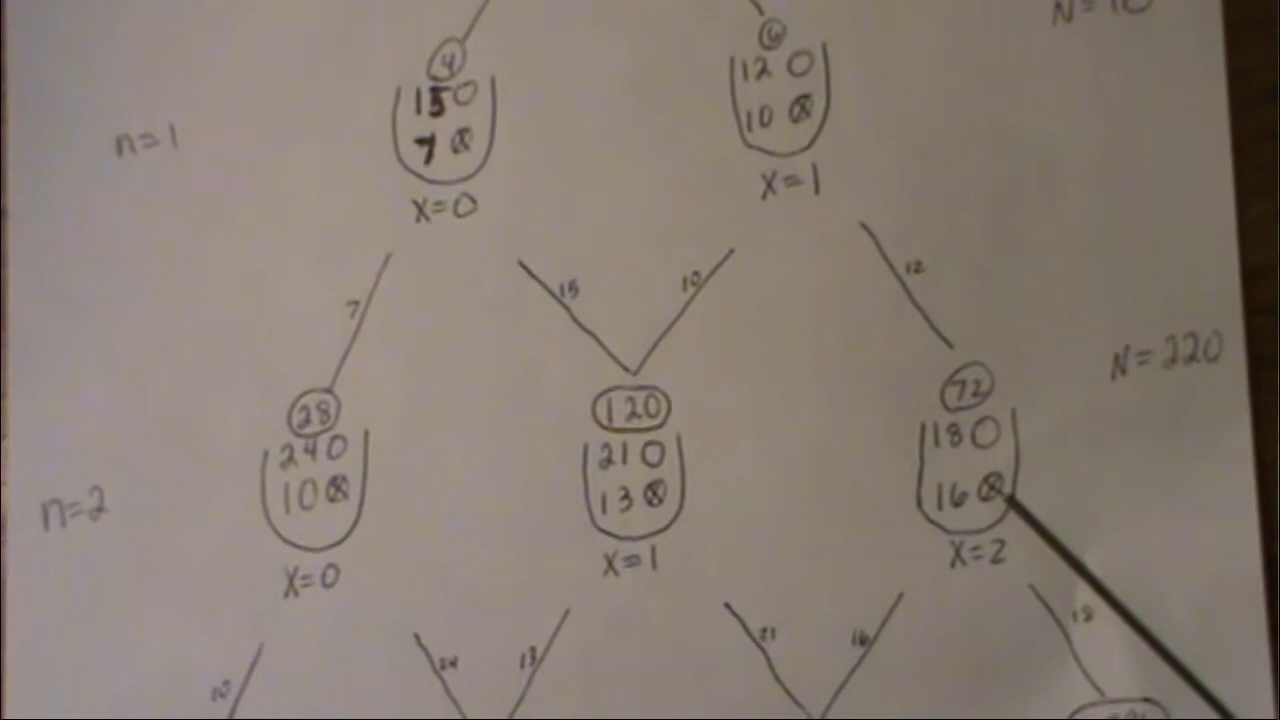 N=10
4
15 O
7 ⊗
X=0
6
12 O
10 ⊗
X=1
n=1
7
15
10
12
N=220
28
24 O
10 ⊗
X=0
120
21 O
13 ⊗
X=1
72
18 O
16 ⊗
X=2
n=2
10
24
13
21
16
18